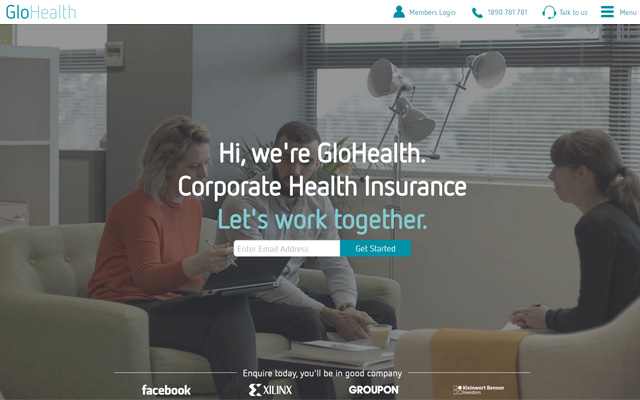 GloHealth
Members Login
1890 781 781
Talk to us
Menu
Hi, we're GloHealth.
Corporate Health Insurance
Let's work together.
Enter Email Address
Get Started
Enquire today, you'll be in good company
facebook
XILINX
GROUPON
Kleinwort Benson
Investors